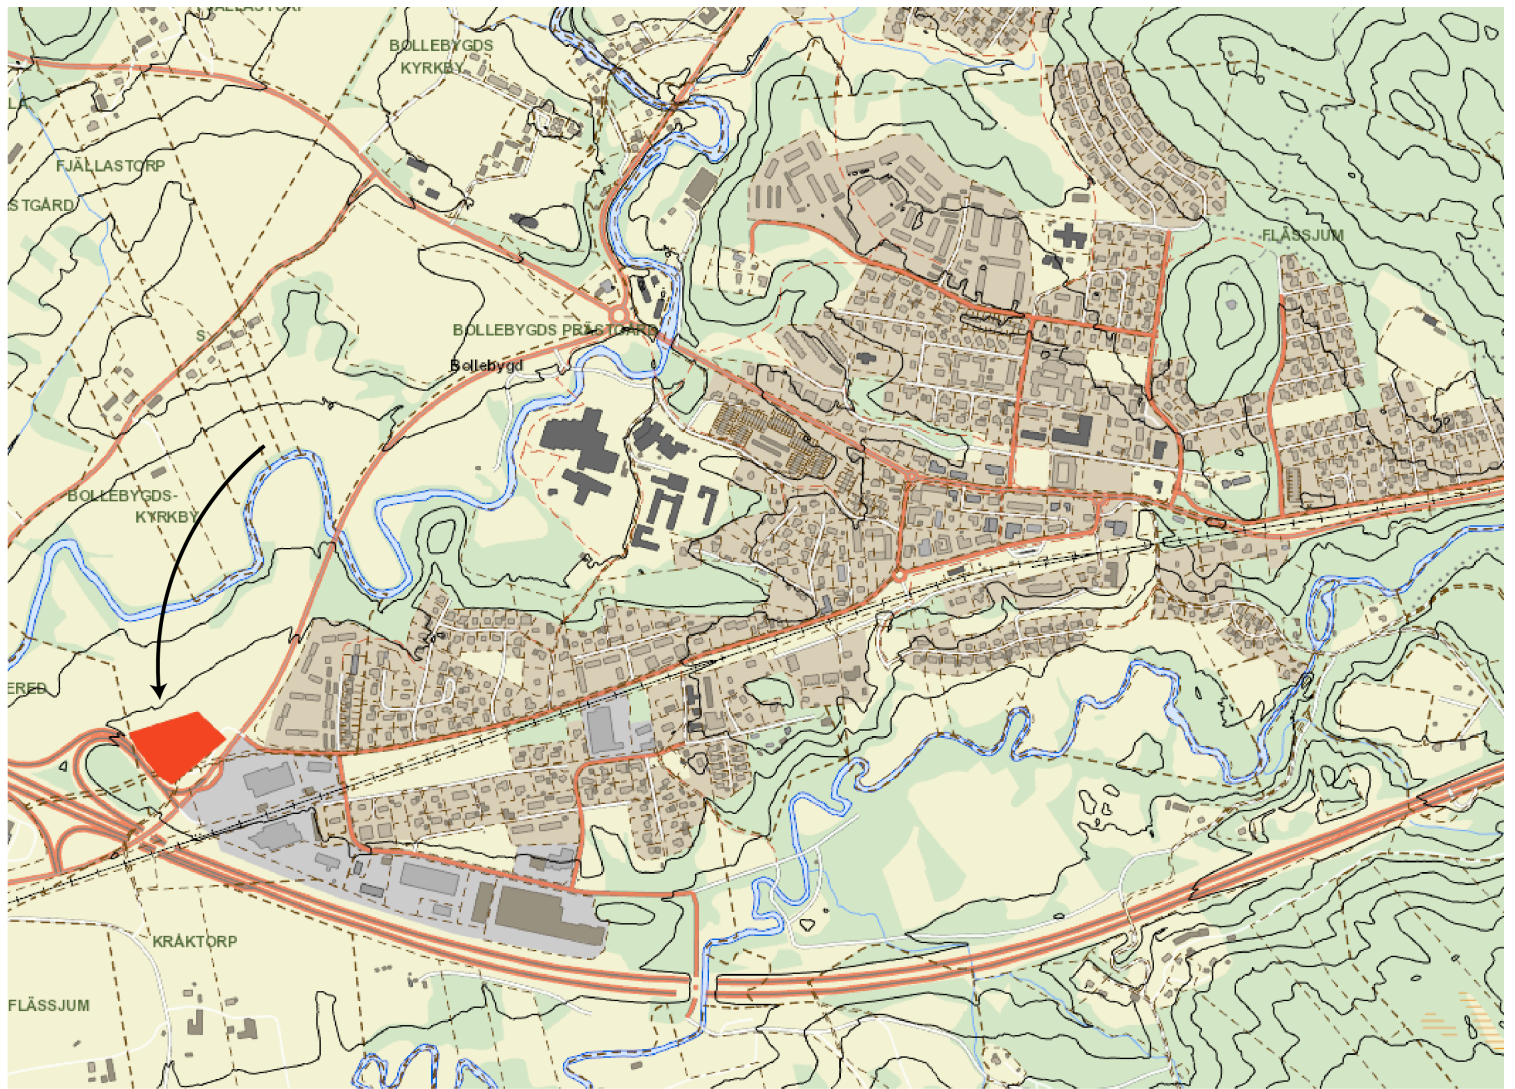 BOLLEBYGDS
KYRKBY
FJÄLLASTORP
STGÅRD
FLÄSSJUM
S
BOLLEBYGDS PRÄSTGÅRD
S
Bollebygd
BOLLEBYGDS-
KYRKBY
ERED
KRÅKTORP
FLÄSSJUM